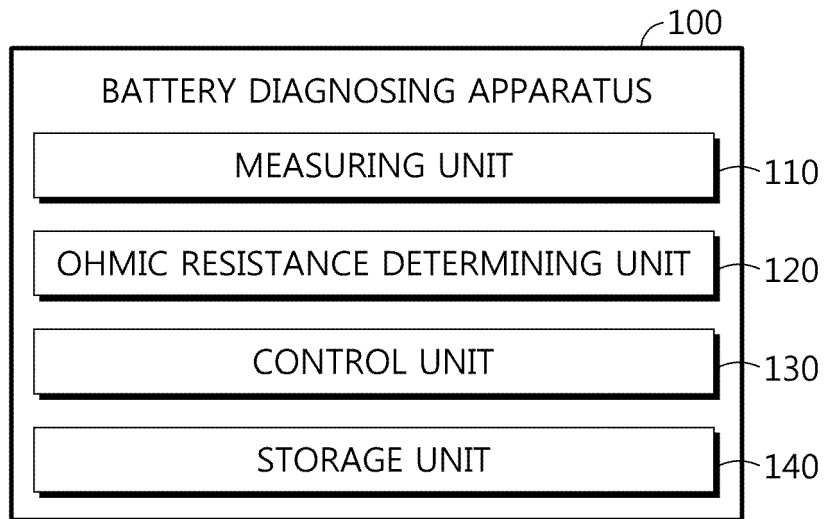 100
BATTERY DIAGNOSING APPARATUS
MEASURING UNIT
110
OHMIC RESISTANCE DETERMINING UNIT
120
CONTROL UNIT
130
STORAGE UNIT
140